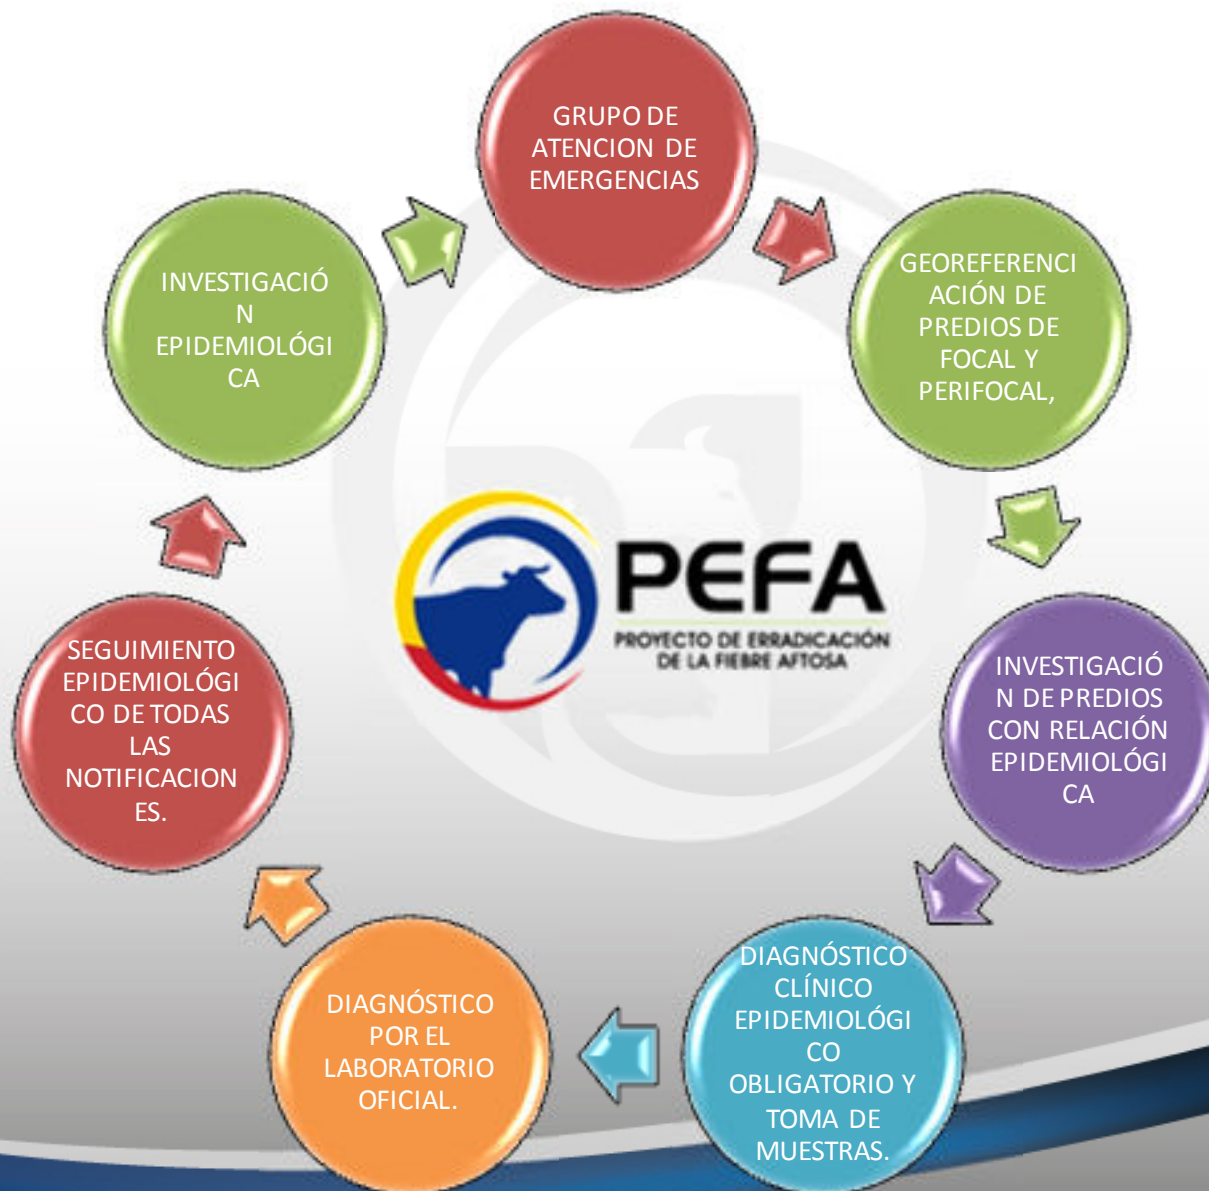 GRUPO DE
ATENCION DE
EMERGENCIAS
GEOREFERENCI
ACIÓN DE
PREDIOS DE
FOCAL Y
PERIFOCAL,
INVESTIGACIÓ
N DE PREDIOS
CON RELACIÓN
EPIDEMIOLÓGI
CA
DIAGNÓSTICO
CLÍNICO
EPIDEMIOLÓGI
CO
OBLIGATORIO Y
TOMA DE
MUESTRAS.
DIAGNÓSTICO
POR EL
LABORATORIO
OFICIAL.
SEGUIMIENTO
EPIDEMIOLÓGI
CO DE TODAS
LAS
NOTIFICACION
ES.
INVESTIGACIÓ
N
EPIDEMIOLÓGI
CA
PEFA
PROYECTO DE ERRADICACIÓN
DE LA FIEBRE AFTOSA